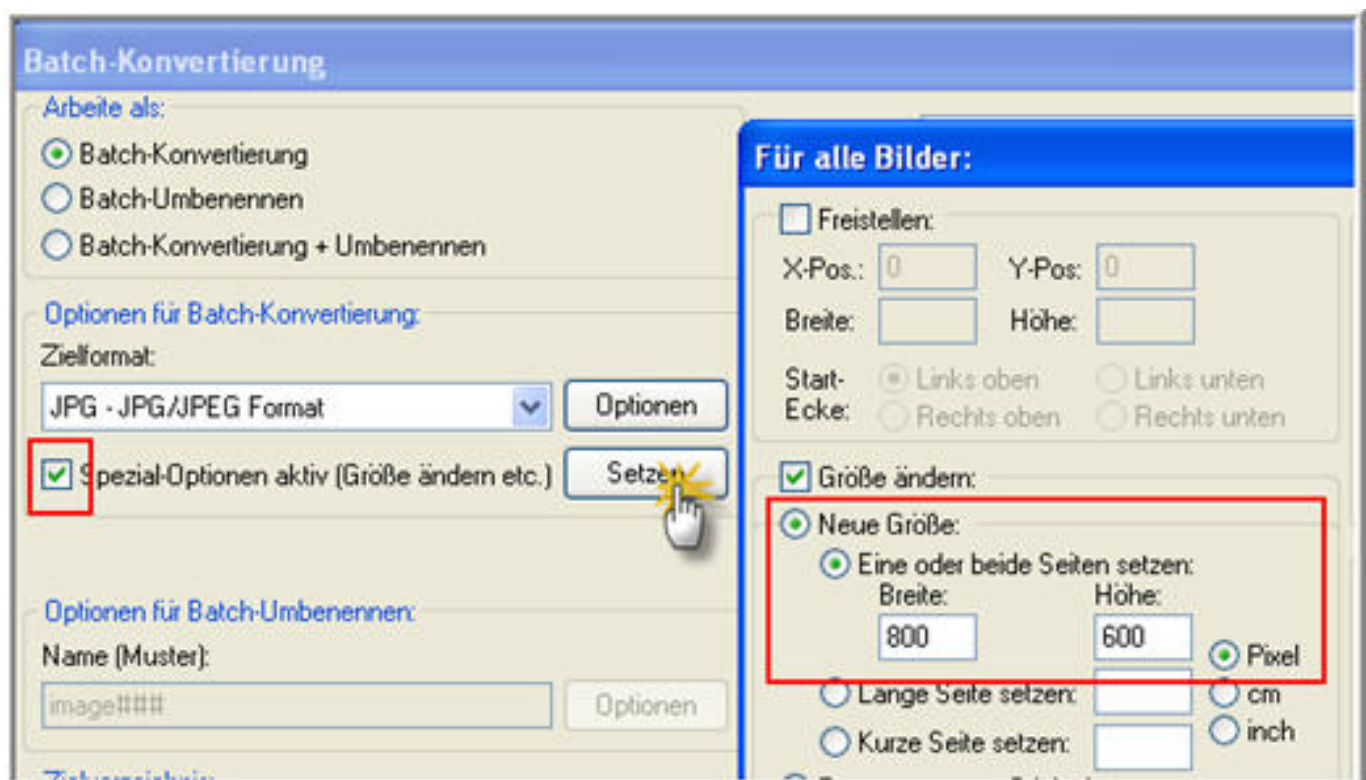 Batch-Konvertierung
Arbeite als:
Batch-Konvertierung
Batch-Umbenennen
Batch-Konvertierung + Umbenennen
Optionen für Batch-Konvertierung:
Zielformat:
JPG - JPG/JPEG Format
Optionen
Spezial-Optionen aktiv (Größe ändern etc.)
Setzen
Optionen für Batch-Umbenennen:
Name (Muster):
image###
Optionen
Für alle Bilder:
Freistellen:
X-Pos.: 0 Y-Pos: 0
Breite: Höhe:
Start-Ecke:
Links oben Links unten
Rechts oben Rechts unten
Größe ändern:
Neue Größe:
Eine oder beide Seiten setzen:
Breite: Höhe:
800 600
Pixel
Lange Seite setzen:
cm
Kurze Seite setzen:
inch